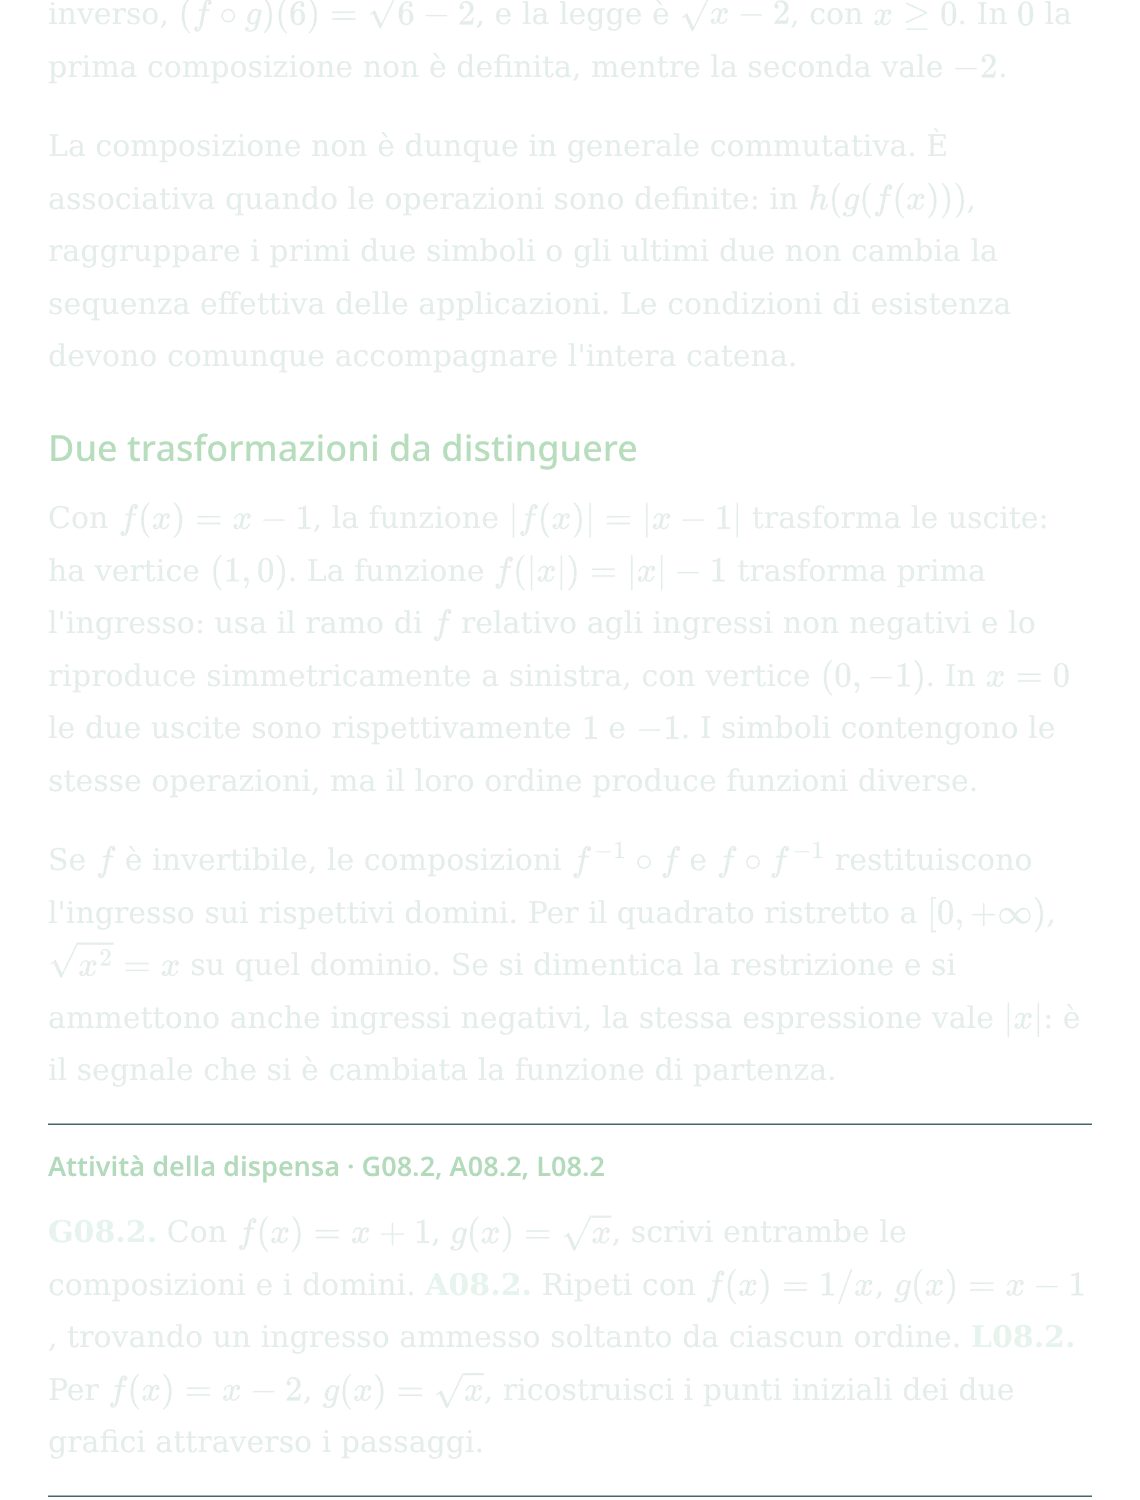 inverso, (f ∘ g)(6) = √6 − 2, e la legge è √x − 2, con x ≥ 0. In 0 la
prima composizione non è definita, mentre la seconda vale −2.
La composizione non è dunque in generale commutativa. È
associativa quando le operazioni sono definite: in h(g(f(x))),
raggruppare i primi due simboli o gli ultimi due non cambia la
sequenza effettiva delle applicazioni. Le condizioni di esistenza
devono comunque accompagnare l'intera catena.
Due trasformazioni da distinguere
Con f(x) = x − 1, la funzione |f(x)| = |x − 1| trasforma le uscite:
ha vertice (1, 0). La funzione f(|x|) = |x| − 1 trasforma prima
l'ingresso: usa il ramo di f relativo agli ingressi non negativi e lo
riproduce simmetricamente a sinistra, con vertice (0, −1). In x = 0
le due uscite sono rispettivamente 1 e −1. I simboli contengono le
stesse operazioni, ma il loro ordine produce funzioni diverse.
Se f è invertibile, le composizioni f⁻¹ ∘ f e f ∘ f⁻¹ restituiscono
l'ingresso sui rispettivi domini. Per il quadrato ristretto a [0, +∞),
√x² = x su quel dominio. Se si dimentica la restrizione e si
ammettono anche ingressi negativi, la stessa espressione vale |x|: è
il segnale che si è cambiata la funzione di partenza.
Attività della dispensa · G08.2, A08.2, L08.2
G08.2. Con f(x) = x + 1, g(x) = √x, scrivi entrambe le
composizioni e i domini. A08.2. Ripeti con f(x) = 1/x, g(x) = x − 1
, trovando un ingresso ammesso soltanto da ciascun ordine. L08.2.
Per f(x) = x − 2, g(x) = √x, ricostruisci i punti iniziali dei due
grafici attraverso i passaggi.